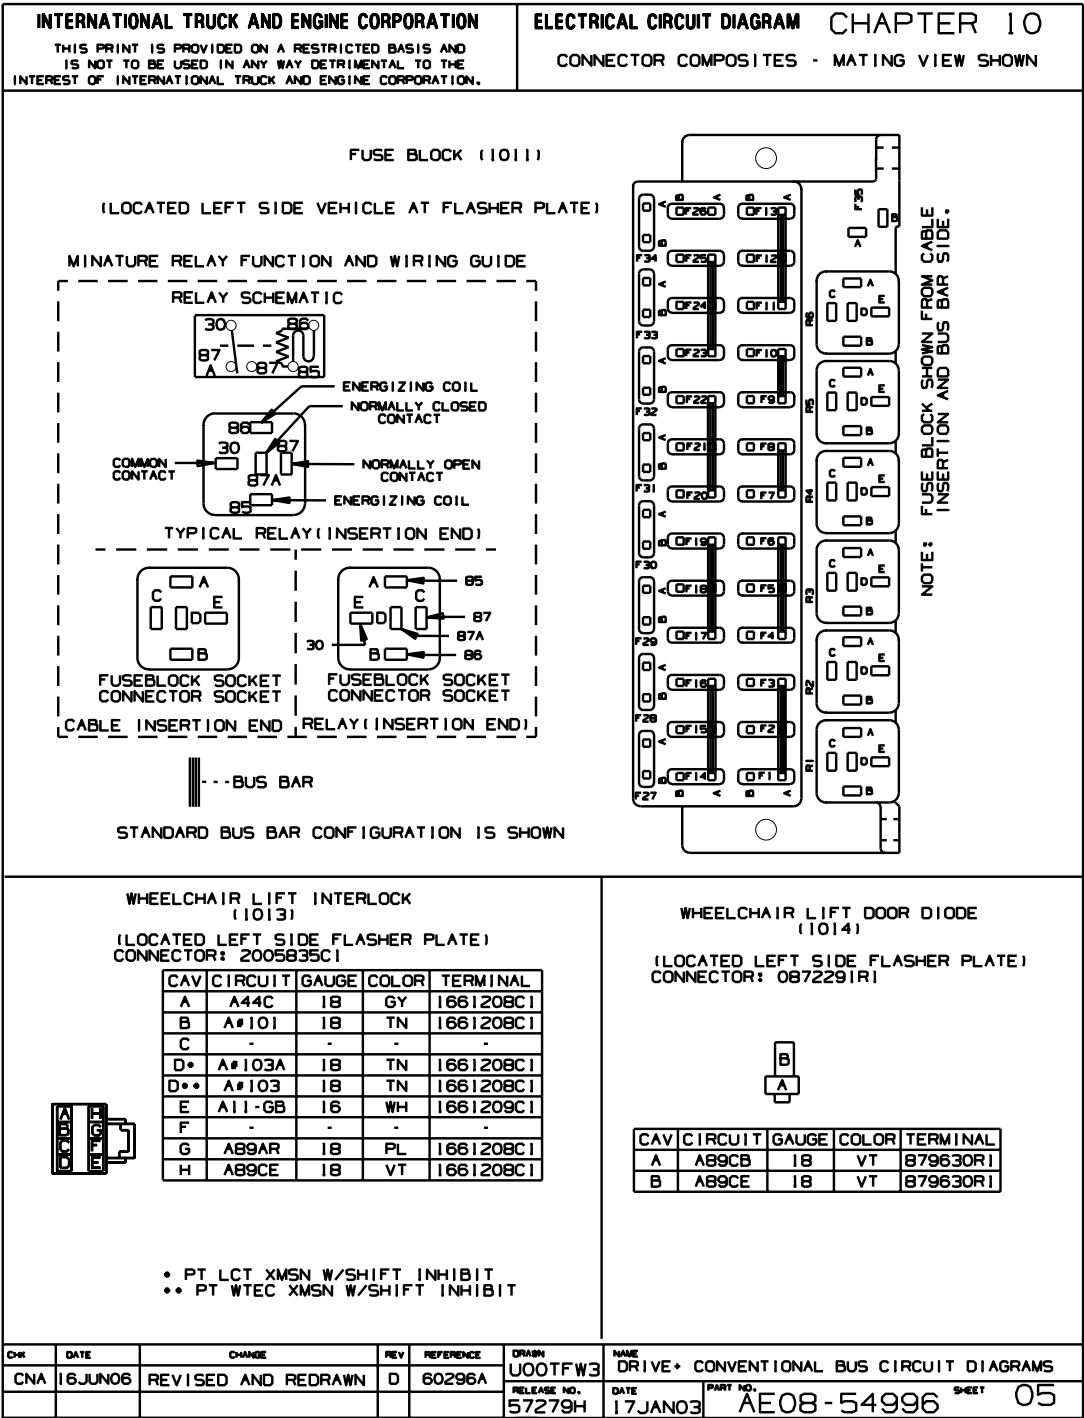 INTERNATIONAL TRUCK AND ENGINE CORPORATION
THIS PRINT IS PROVIDED ON A RESTRICTED BASIS AND
IS NOT TO BE USED IN ANY WAY DETRIMENTAL TO THE
INTEREST OF INTERNATIONAL TRUCK AND ENGINE CORPORATION.
ELECTRICAL CIRCUIT DIAGRAM CHAPTER 10
CONNECTOR COMPOSITES - MATING VIEW SHOWN
FUSE BLOCK (1011)
(LOCATED LEFT SIDE VEHICLE AT FLASHER PLATE)
MINATURE RELAY FUNCTION AND WIRING GUIDE
RELAY SCHEMATIC
30 86
87
A 87 85
ENERGIZING COIL
NORMALLY CLOSED
CONTACT
86
30 87
COMMON
CONTACT
87A
NORMALLY OPEN
CONTACT
85
ENERGIZING COIL
TYPICAL RELAY(INSERTION END)
A
C E
D
B
FUSEBLOCK SOCKET
CONNECTOR SOCKET
CABLE INSERTION END
A 85
E C
D 87
87A
30
B 86
FUSEBLOCK SOCKET
CONNECTOR SOCKET
RELAY(INSERTION END)
---BUS BAR
STANDARD BUS BAR CONFIGURATION IS SHOWN
B A B A
A F26 F13
B
F34 F25 F12
A F24 F11
B
F33 F23 F10
A
B F22 F9
F32
A F21 F8
B F20 F7
F31
A
B F19 F6
F30
A F18 F5
B F17 F4
F29
A
B F16 F3
F28
A F15 F2
B F14 F1
F27 B A B A
F35
A B
R6 C A E D B
R5 C A E D B
R4 C A E D B
R3 C A E D B
R2 C A E D B
R1 C A E D B
NOTE: FUSE BLOCK SHOWN FROM CABLE
INSERTION AND BUS BAR SIDE.
WHEELCHAIR LIFT INTERLOCK
(1013)
(LOCATED LEFT SIDE FLASHER PLATE)
CONNECTOR: 2005835C1
CAV CIRCUIT GAUGE COLOR TERMINAL
A A44C 18 GY 1661208C1
B A#101 18 TN 1661208C1
C - - - -
D• A#103A 18 TN 1661208C1
D•• A#103 18 TN 1661208C1
E A11-GB 16 WH 1661209C1
F - - - -
G A89AR 18 PL 1661208C1
H A89CE 18 VT 1661208C1
A H
B G
C F
D E
• PT LCT XMSN W/SHIFT INHIBIT
•• PT WTEC XMSN W/SHIFT INHIBIT
WHEELCHAIR LIFT DOOR DIODE
(1014)
(LOCATED LEFT SIDE FLASHER PLATE)
CONNECTOR: 0872291R1
B
A
CAV CIRCUIT GAUGE COLOR TERMINAL
A A89CB 18 VT 879630R1
B A89CE 18 VT 879630R1
CHK DATE CHANGE REV REFERENCE
CNA 16JUN06 REVISED AND REDRAWN D 60296A
DRAWN
U00TFW3
RELEASE NO.
57279H
NAME
DRIVE+ CONVENTIONAL BUS CIRCUIT DIAGRAMS
DATE
17JAN03
PART NO. AE08-54996 SHEET 05